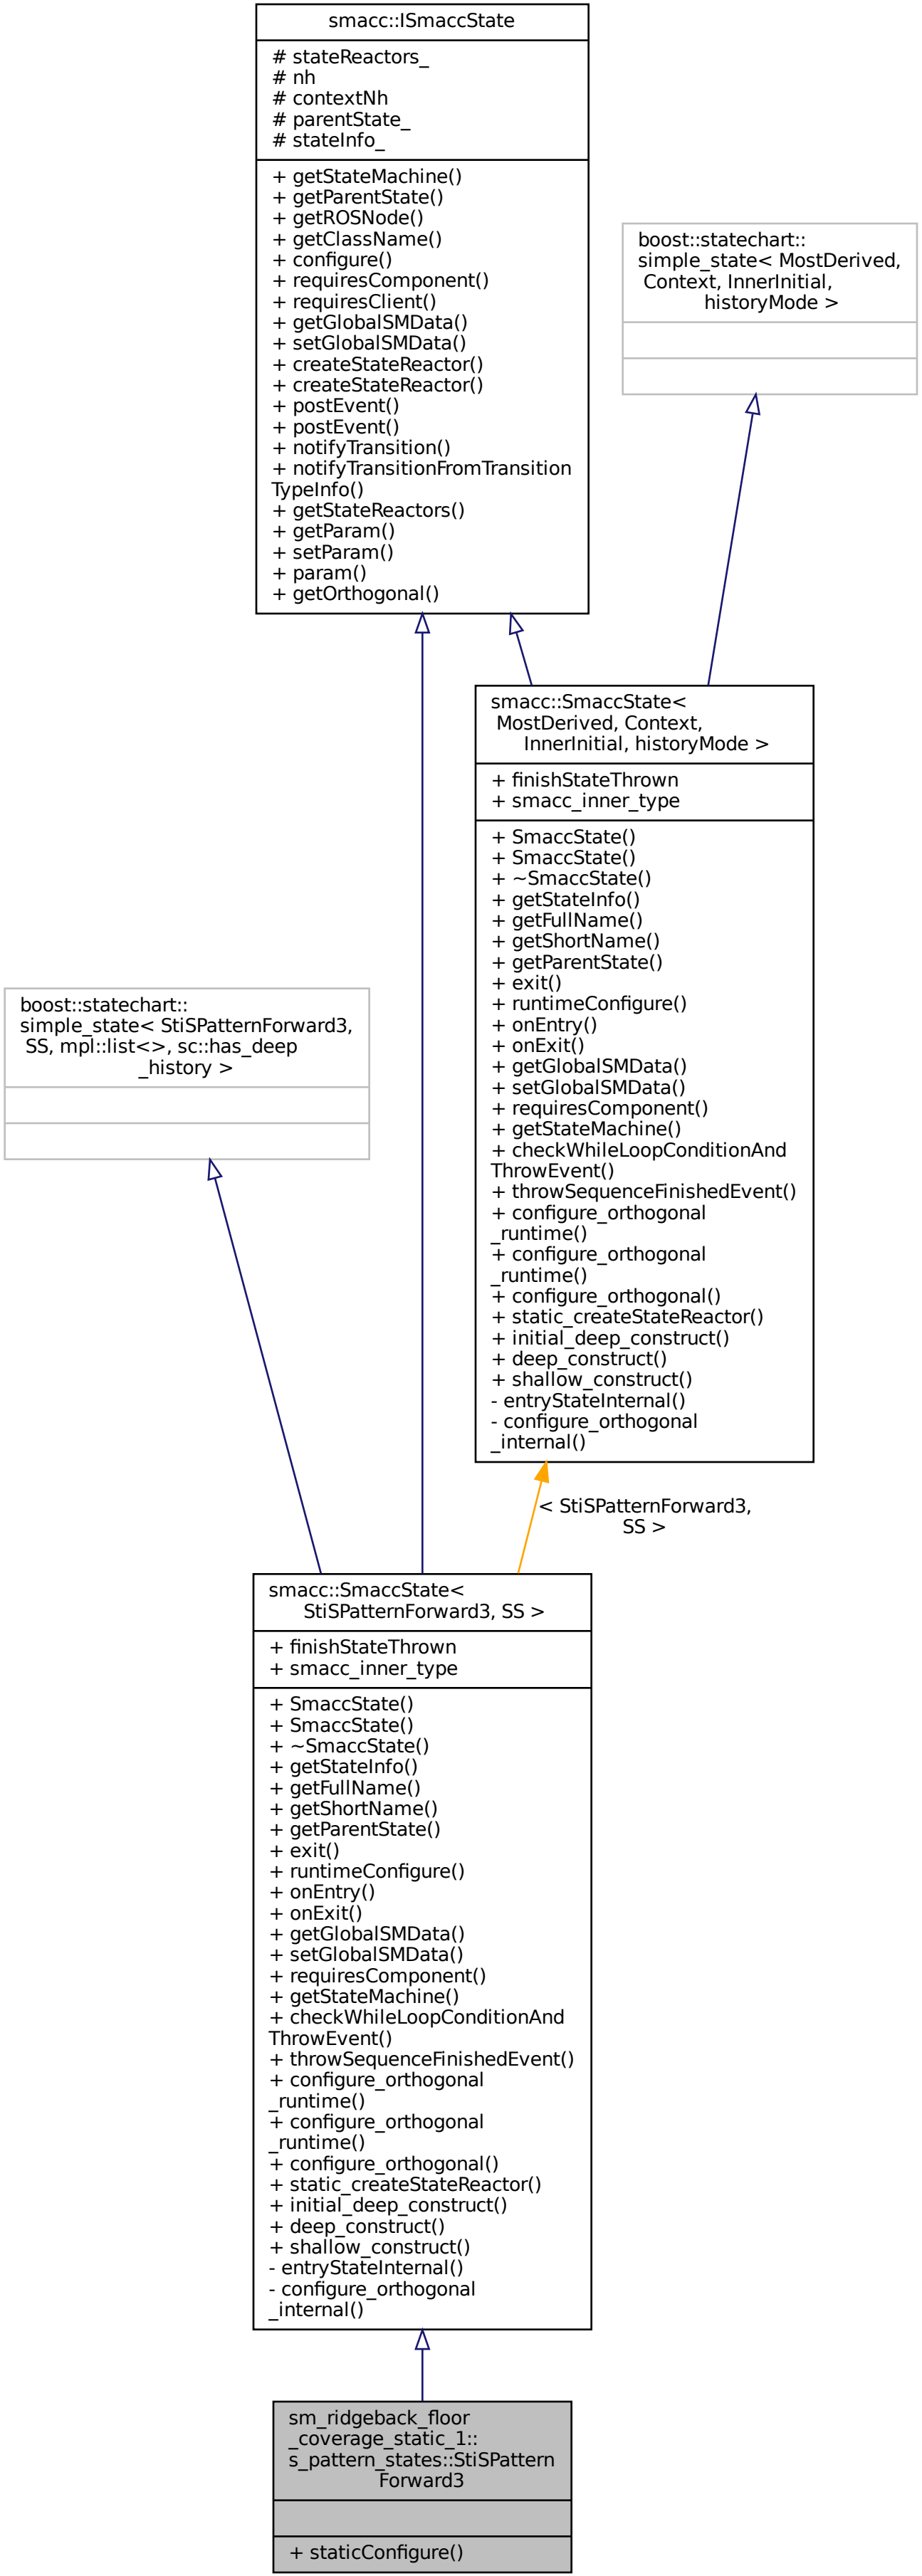 smacc::ISmaccState
# stateReactors_
# nh
# contextNh
# parentState_
# stateInfo_
+ getStateMachine()
+ getParentState()
+ getROSNode()
+ getClassName()
+ configure()
+ requiresComponent()
+ requiresClient()
+ getGlobalSMData()
+ setGlobalSMData()
+ createStateReactor()
+ createStateReactor()
+ postEvent()
+ postEvent()
+ notifyTransition()
+ notifyTransitionFromTransition
TypeInfo()
+ getStateReactors()
+ getParam()
+ setParam()
+ param()
+ getOrthogonal()
boost::statechart::
simple_state< MostDerived,
Context, InnerInitial,
historyMode >
smacc::SmaccState<
MostDerived, Context,
InnerInitial, historyMode >
+ finishStateThrown
+ smacc_inner_type
+ SmaccState()
+ SmaccState()
+ ~SmaccState()
+ getStateInfo()
+ getFullName()
+ getShortName()
+ getParentState()
+ exit()
+ runtimeConfigure()
+ onEntry()
+ onExit()
+ getGlobalSMData()
+ setGlobalSMData()
+ requiresComponent()
+ getStateMachine()
+ checkWhileLoopConditionAnd
ThrowEvent()
+ throwSequenceFinishedEvent()
+ configure_orthogonal
_runtime()
+ configure_orthogonal
_runtime()
+ configure_orthogonal()
+ static_createStateReactor()
+ initial_deep_construct()
+ deep_construct()
+ shallow_construct()
- entryStateInternal()
- configure_orthogonal
_internal()
boost::statechart::
simple_state< StiSPatternForward3,
SS, mpl::list<>, sc::has_deep
_history >
< StiSPatternForward3,
SS >
smacc::SmaccState<
StiSPatternForward3, SS >
+ finishStateThrown
+ smacc_inner_type
+ SmaccState()
+ SmaccState()
+ ~SmaccState()
+ getStateInfo()
+ getFullName()
+ getShortName()
+ getParentState()
+ exit()
+ runtimeConfigure()
+ onEntry()
+ onExit()
+ getGlobalSMData()
+ setGlobalSMData()
+ requiresComponent()
+ getStateMachine()
+ checkWhileLoopConditionAnd
ThrowEvent()
+ throwSequenceFinishedEvent()
+ configure_orthogonal
_runtime()
+ configure_orthogonal
_runtime()
+ configure_orthogonal()
+ static_createStateReactor()
+ initial_deep_construct()
+ deep_construct()
+ shallow_construct()
- entryStateInternal()
- configure_orthogonal
_internal()
sm_ridgeback_floor
_coverage_static_1::
s_pattern_states::StiSPattern
Forward3
+ staticConfigure()